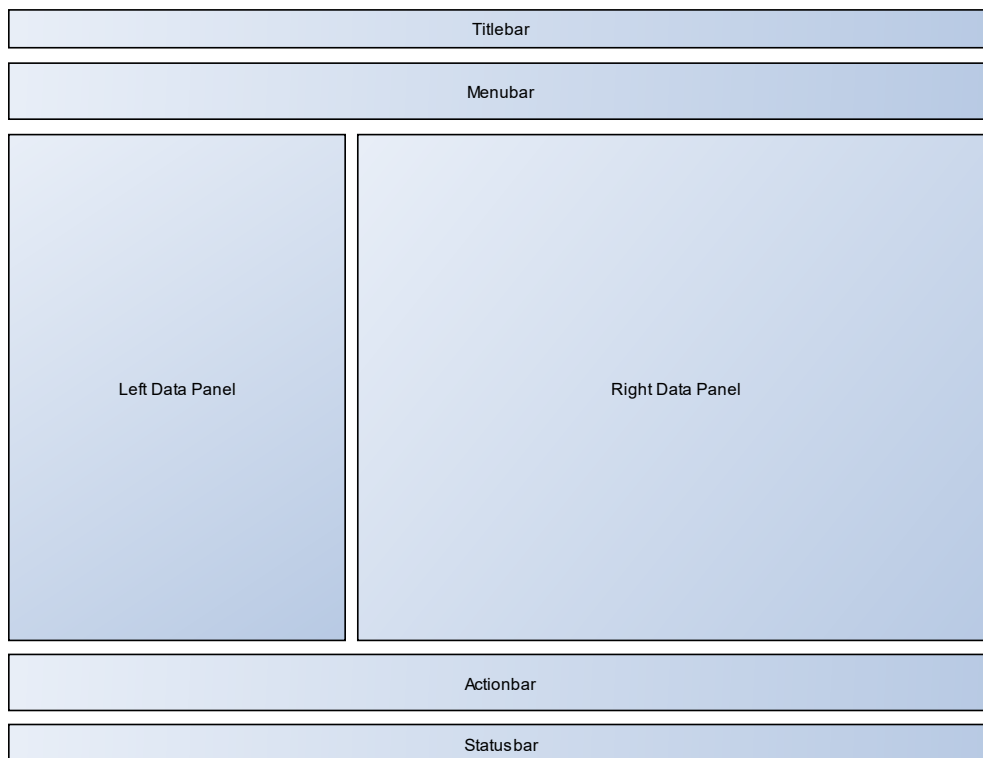 Titlebar
Menubar
Left Data Panel
Right Data Panel
Actionbar
Statusbar